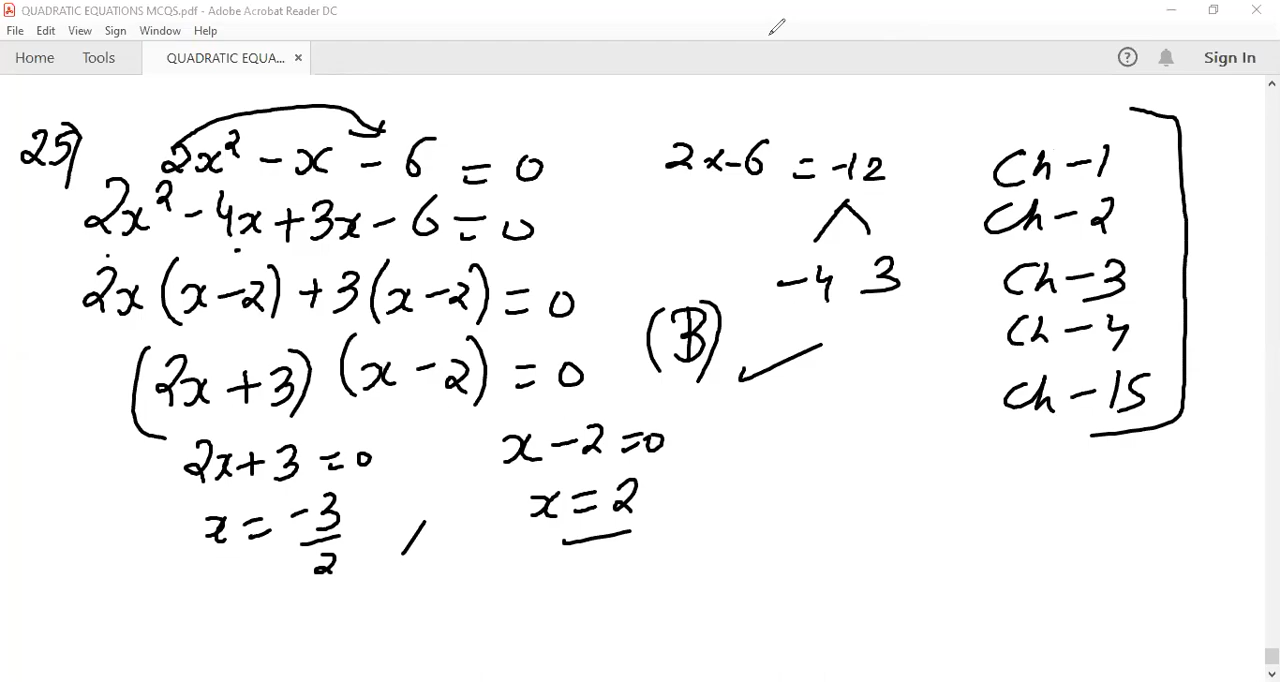 QUADRATIC EQUATIONS MCQS.pdf - Adobe Acrobat Reader DC
File Edit View Sign Window Help
Home Tools QUADRATIC EQUA... × Sign In
25) 2x² - x - 6 = 0
2x² - 4x + 3x - 6 = 0
2x (x-2) + 3 (x-2) = 0
(2x + 3) (x - 2) = 0
2x + 3 = 0 x - 2 = 0
x = -3/2 , x = 2
2 x -6 = -12
-4 3
(B) ✓
Ch - 1
Ch - 2
Ch - 3
Ch - 4
Ch - 15